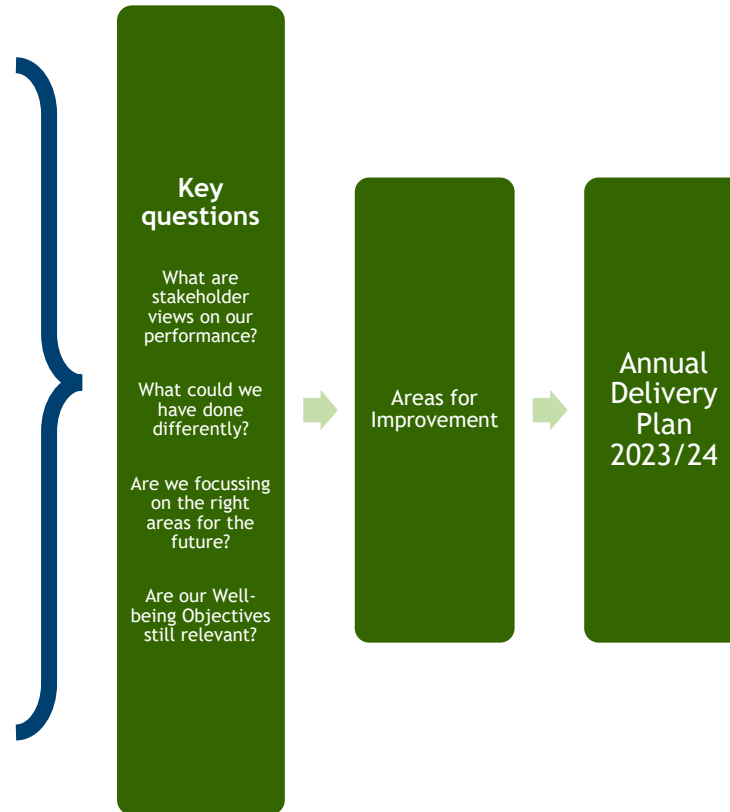 Key
questions
What are
stakeholder
views on our
performance?
What could we
have done
differently?
Are we focussing
on the right
areas for the
future?
Are our Well-
being Objectives
still relevant?
Areas for
Improvement
Annual
Delivery
Plan
2023/24